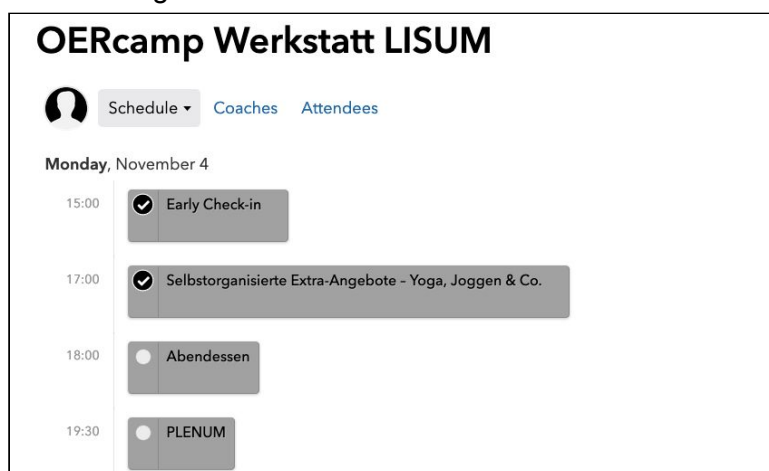 OERcamp Werkstatt LISUM
Schedule Coaches Attendees
Monday, November 4
15:00 Early Check-in
17:00 Selbstorganisierte Extra-Angebote – Yoga, Joggen & Co.
18:00 Abendessen
19:30 PLENUM